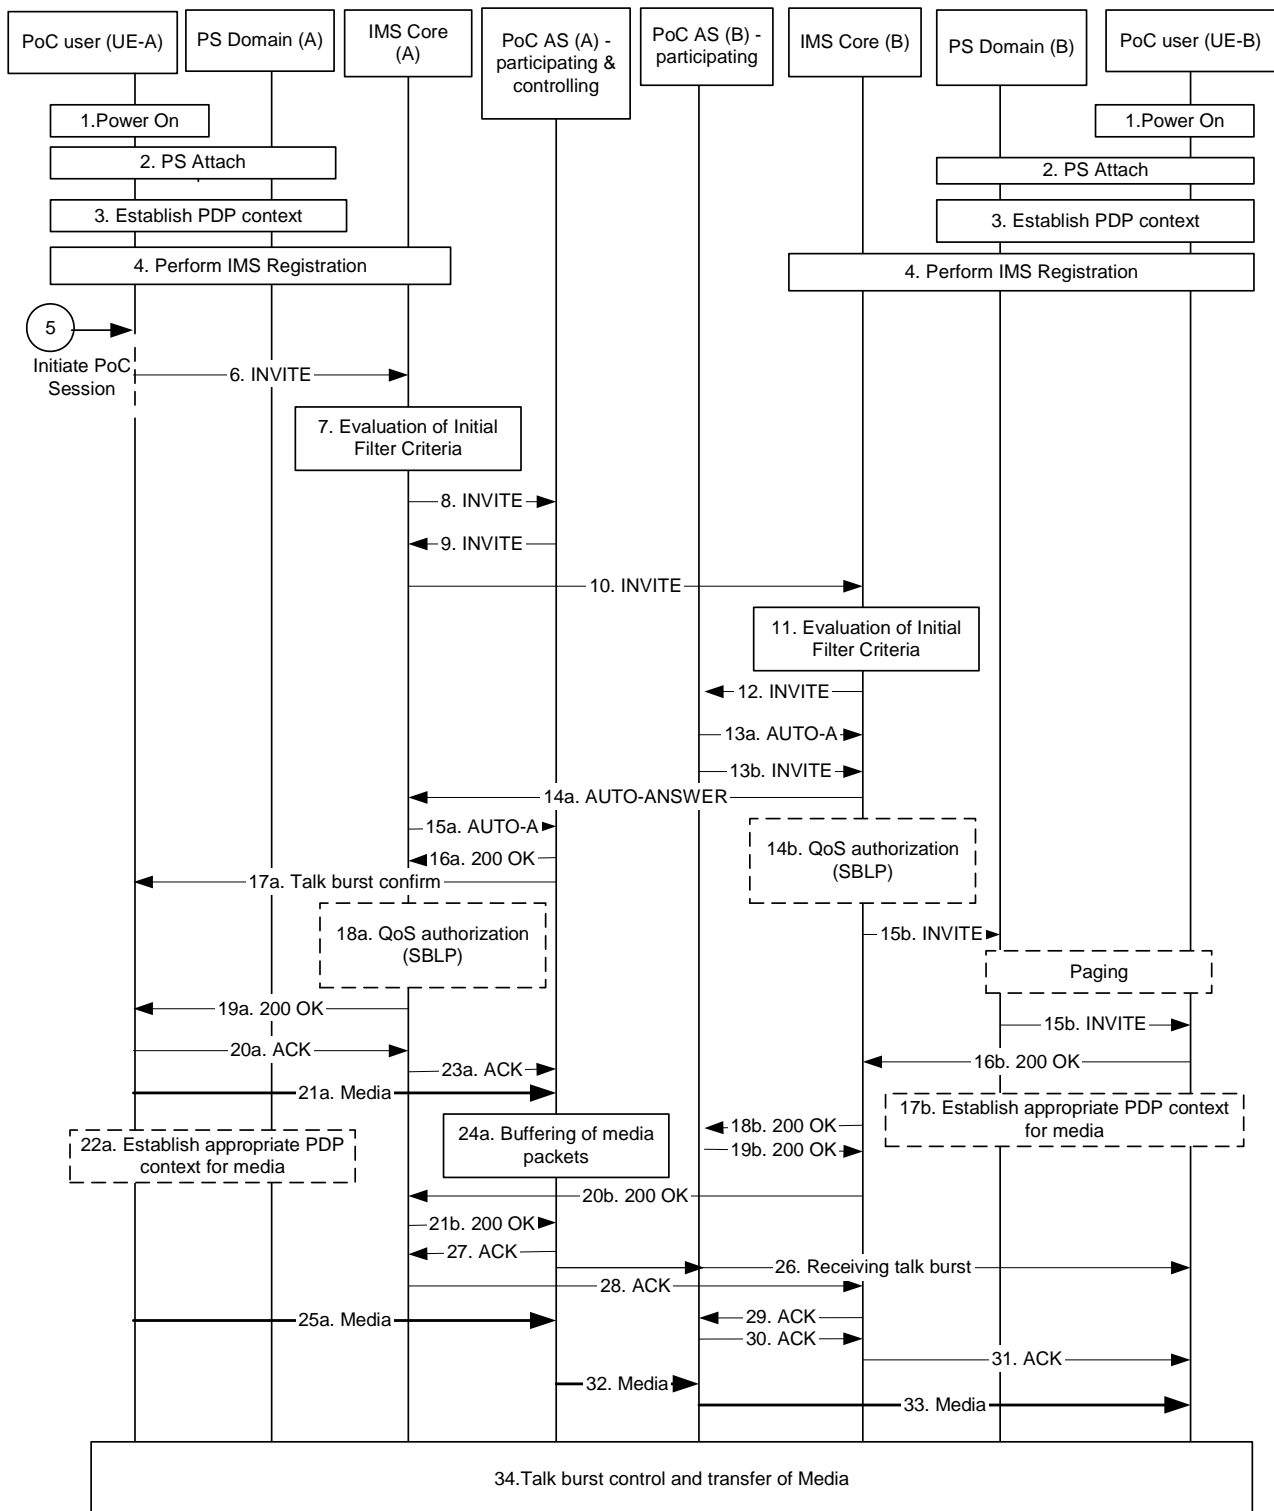 PoC user (UE-A)
PS Domain (A)
IMS Core
(A)
PoC AS (A) -
participating &
controlling
PoC AS (B) -
participating
IMS Core (B)
PS Domain (B)
PoC user (UE-B)
1.Power On
1.Power On
2. PS Attach
2. PS Attach
3. Establish PDP context
3. Establish PDP context
4. Perform IMS Registration
4. Perform IMS Registration
5
Initiate PoC
Session
6. INVITE
7. Evaluation of Initial
Filter Criteria
8. INVITE
9. INVITE
10. INVITE
11. Evaluation of Initial
Filter Criteria
12. INVITE
13a. AUTO-A
13b. INVITE
14a. AUTO-ANSWER
15a. AUTO-A
14b. QoS authorization
(SBLP)
16a. 200 OK
17a. Talk burst confirm
18a. QoS authorization
(SBLP)
15b. INVITE
Paging
19a. 200 OK
15b. INVITE
20a. ACK
16b. 200 OK
23a. ACK
21a. Media
17b. Establish appropriate PDP context
for media
18b. 200 OK
24a. Buffering of media
packets
22a. Establish appropriate PDP
context for media
19b. 200 OK
20b. 200 OK
21b. 200 OK
27. ACK
26. Receiving talk burst
28. ACK
25a. Media
29. ACK
30. ACK
31. ACK
32. Media
33. Media
34.Talk burst control and transfer of Media